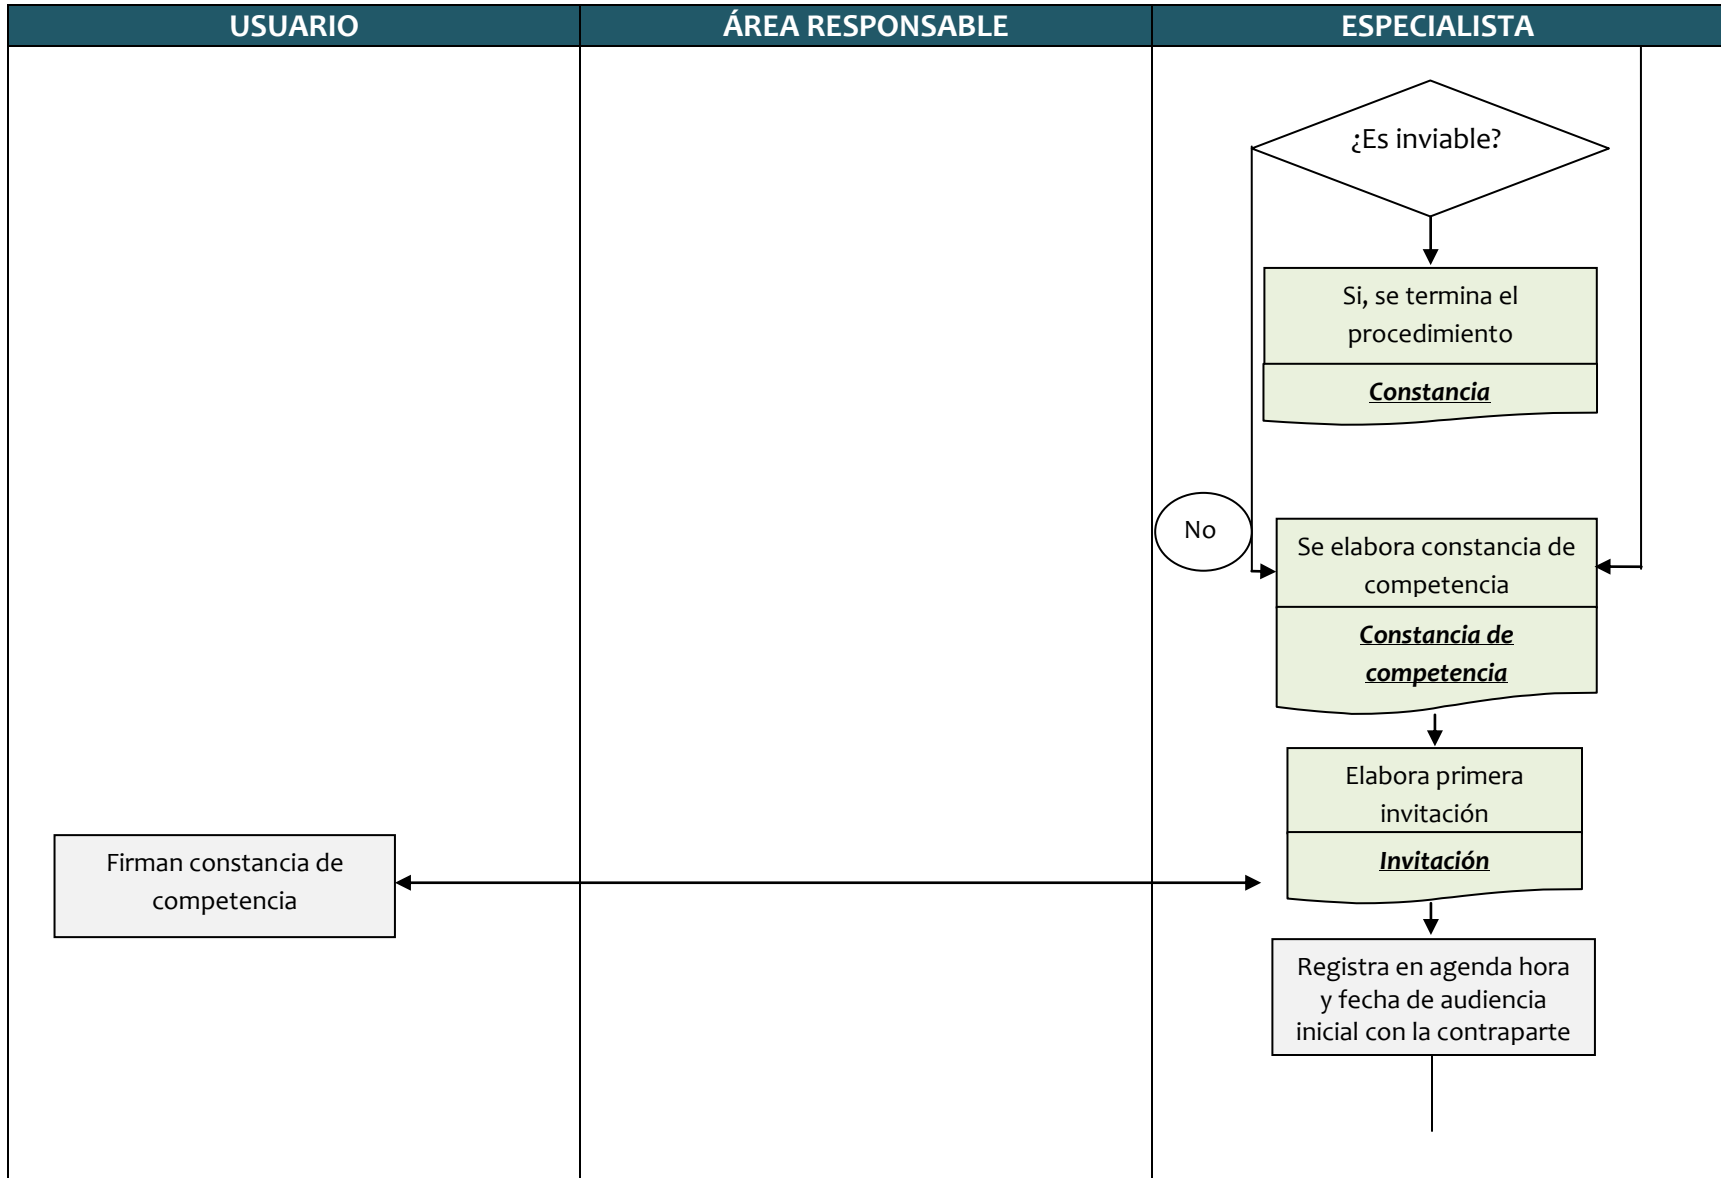 USUARIO
ÁREA RESPONSABLE
ESPECIALISTA
¿Es inviable?
Si, se termina el
procedimiento
Constancia
No
Se elabora constancia de
competencia
Constancia de
competencia
Elabora primera
invitación
Invitación
Firman constancia de
competencia
Registra en agenda hora
y fecha de audiencia
inicial con la contraparte